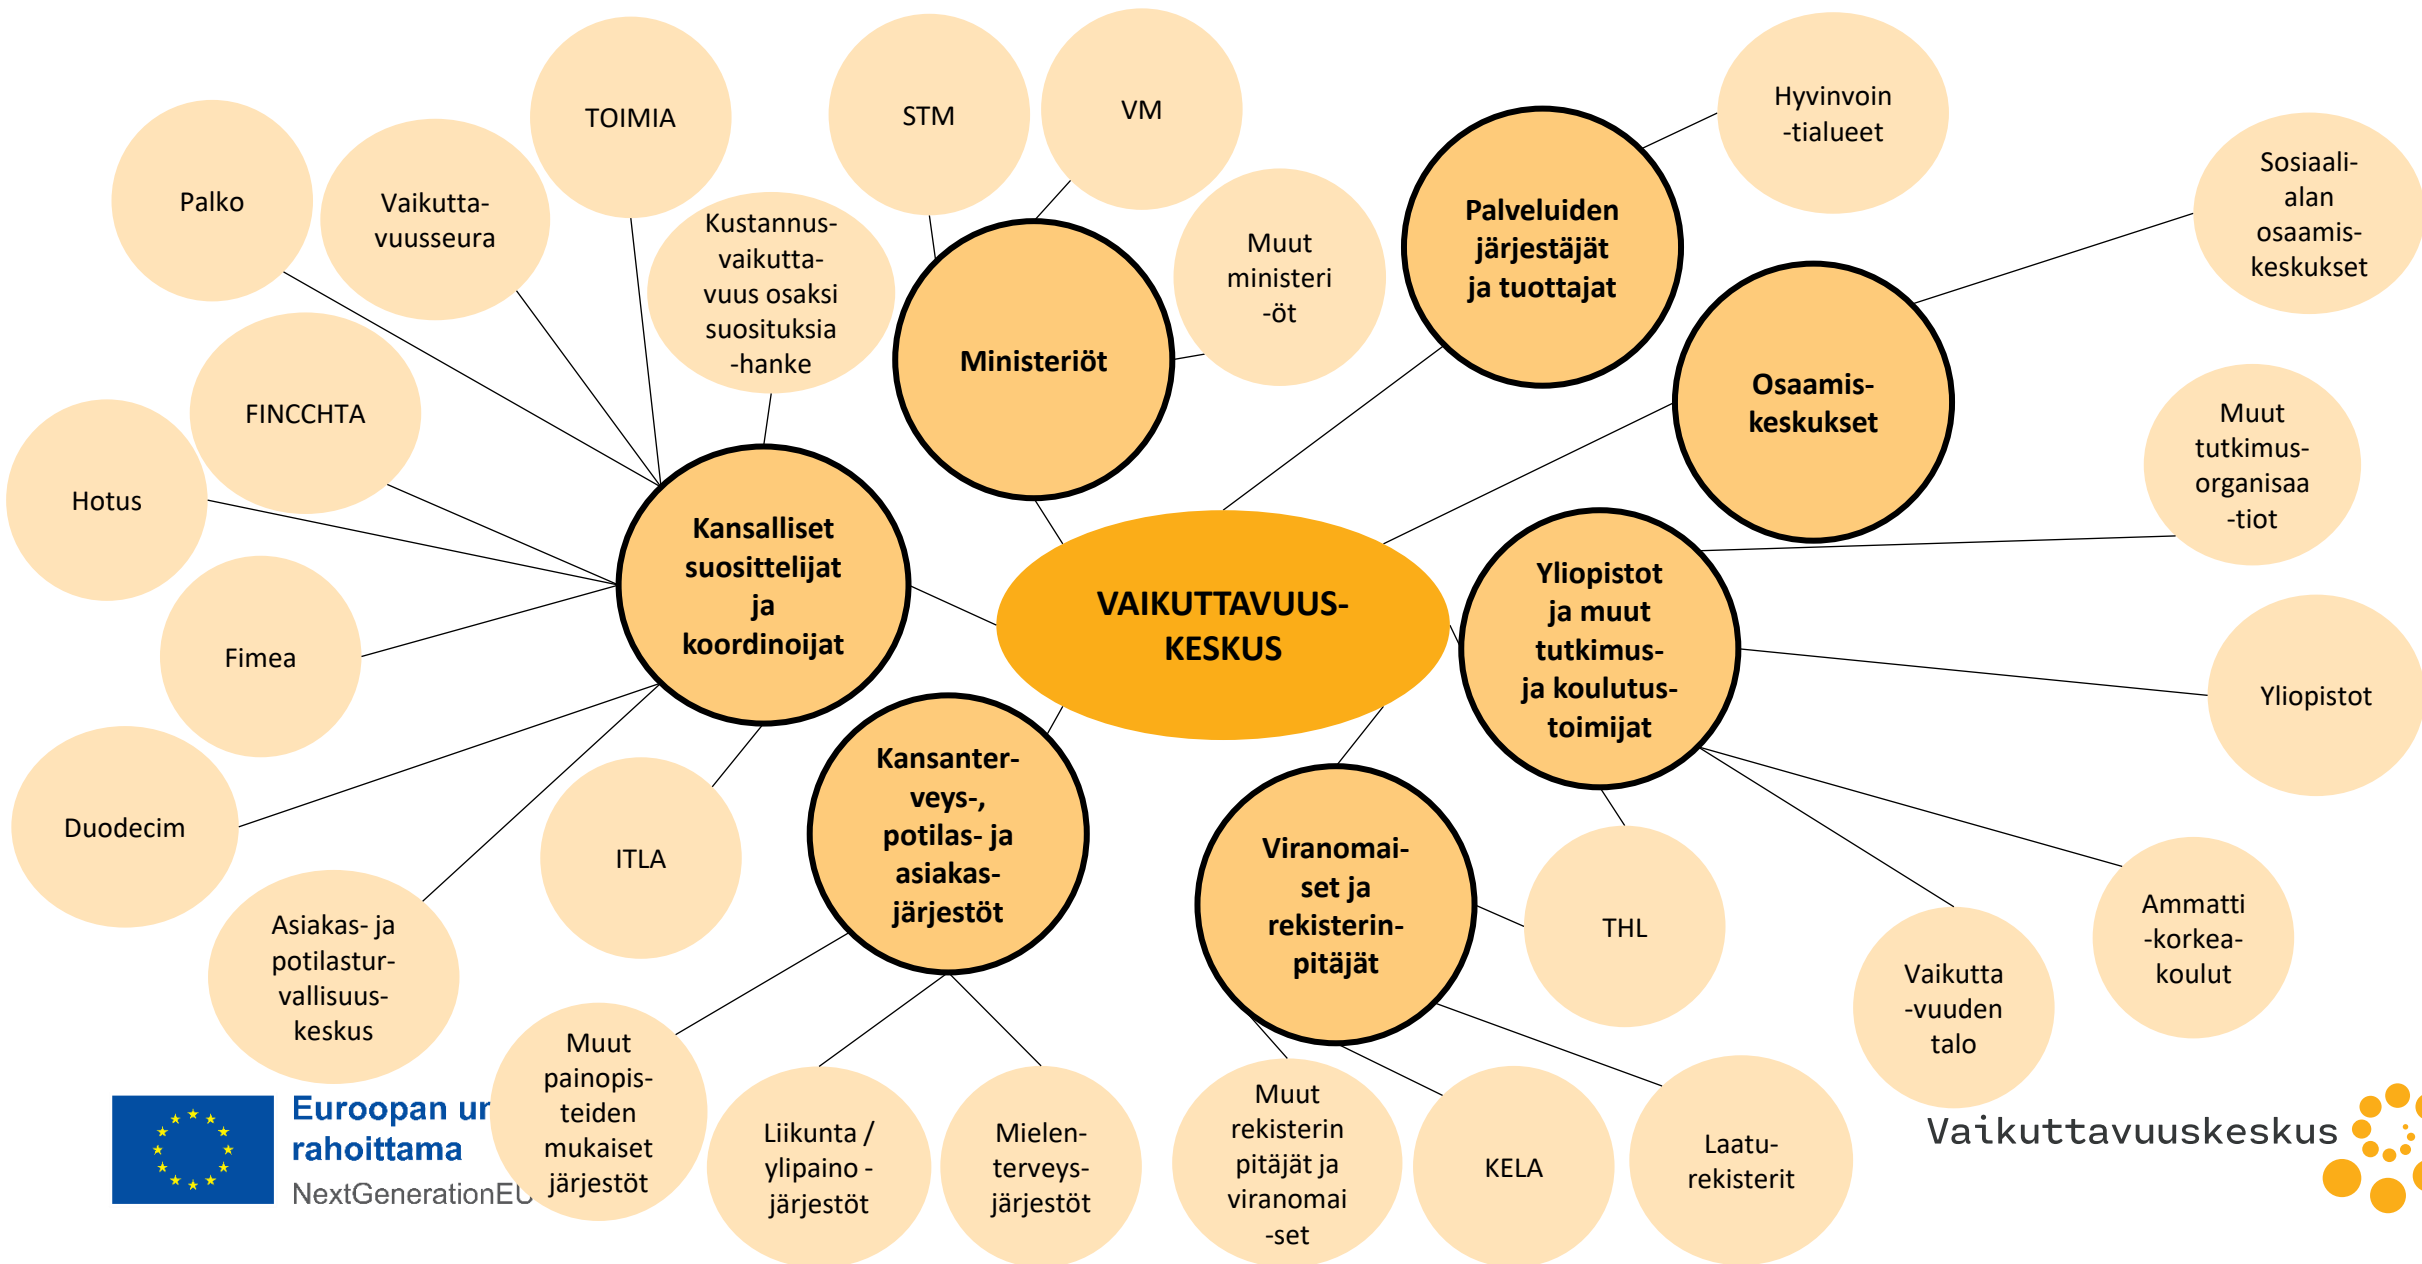 TOIMIA
STM
VM
Hyvinvoin
-tialueet
Palko
Vaikutta-
vuusseura
Kustannus-
vaikutta-
vuus osaksi
suosituksia
-hanke
Muut
ministeri
-öt
Palveluiden
järjestäjät
ja tuottajat
Sosiaali-
alan
osaamis-
keskukset
Ministeriöt
Osaamis-
keskukset
FINCCHTA
Muut
tutkimus-
organisaa
-tiot
Hotus
Kansalliset
suosittelijat
ja
koordinoijat
VAIKUTTAVUUS-
KESKUS
Yliopistot
ja muut
tutkimus-
ja koulutus-
toimijat
Fimea
Yliopistot
Duodecim
ITLA
Kansanter-
veys-,
potilas- ja
asiakas-
järjestöt
Viranomai-
set ja
rekisterin-
pitäjät
THL
Asiakas- ja
potilastur-
vallisuus-
keskus
Vaikutta
-vuuden
talo
Ammatti
-korkea-
koulut
Muut
painopis-
teiden
mukaiset
järjestöt
Liikunta /
ylipaino -
järjestöt
Mielen-
terveys-
järjestöt
Muut
rekisterin
pitäjät ja
viranomai
-set
KELA
Laatu-
rekisterit
Euroopan
rahoittama
NextGenerationEU
Vaikuttavuuskeskus